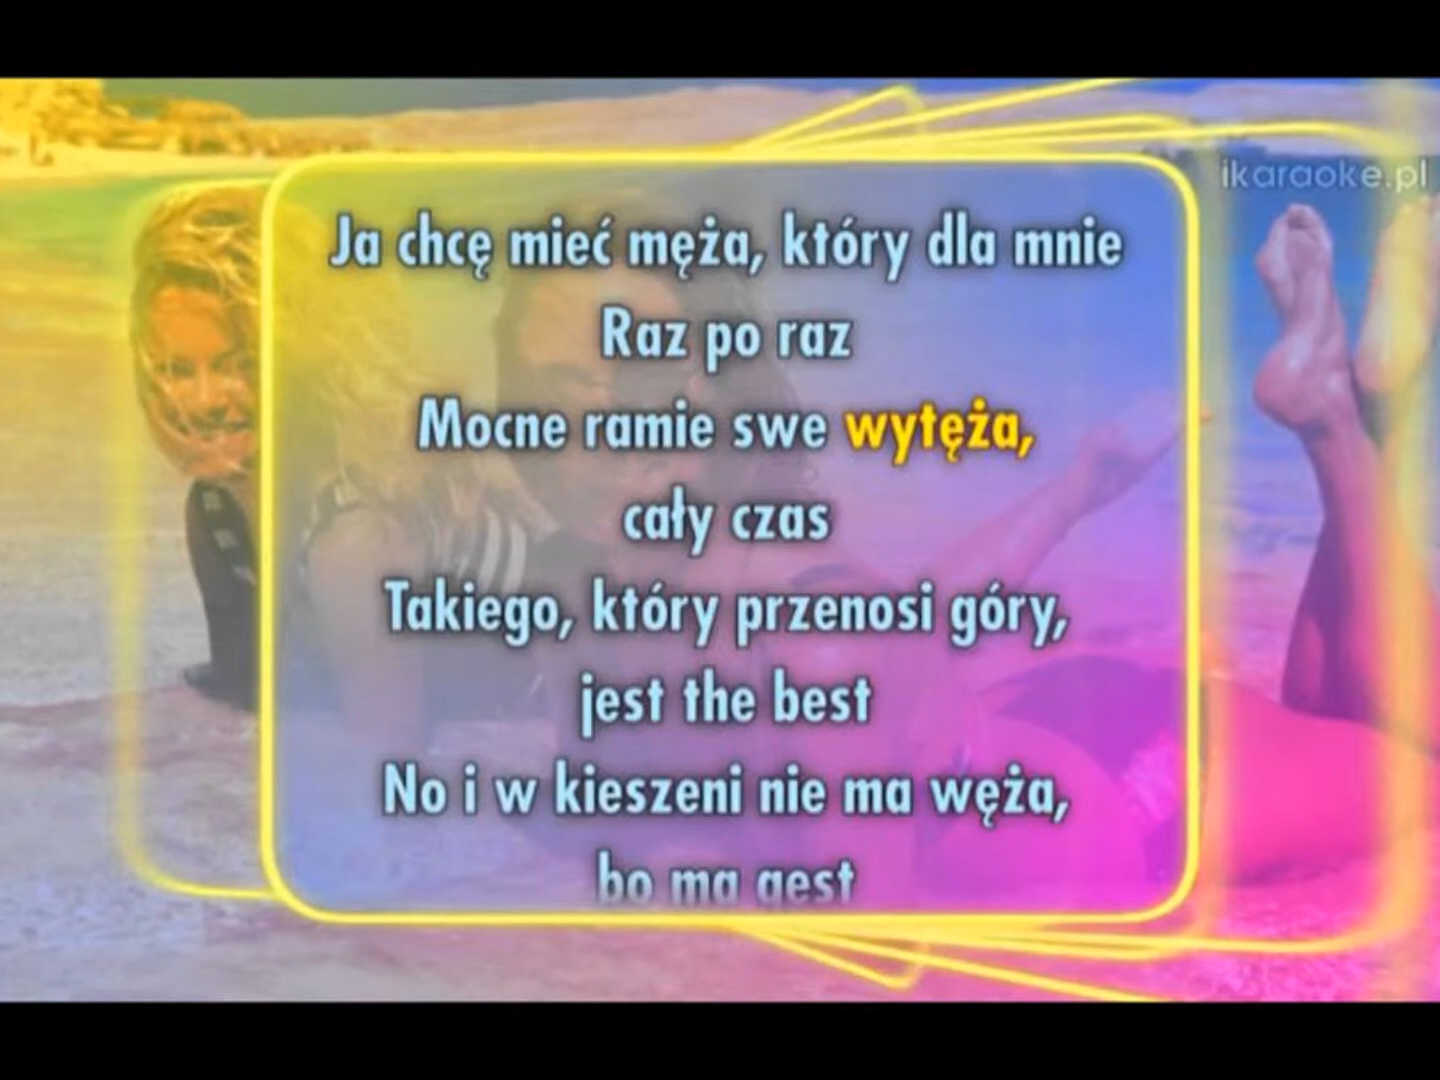 ikaraoke.pl
Ja chcę mieć męża, który dla mnie
Raz po raz
Mocne ramie swe wytęża,
cały czas
Takiego, który przenosi góry,
jest the best
No i w kieszeni nie ma węża,
bo ma gest